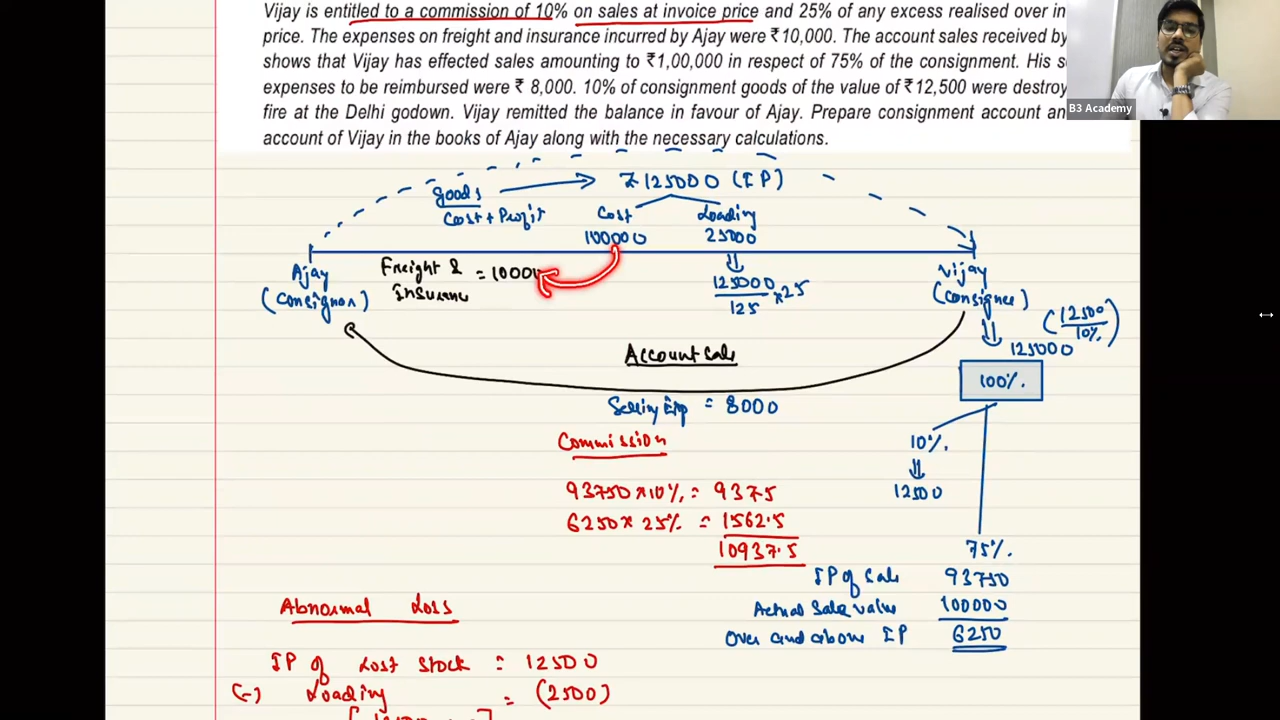 Vijay is entitled to a commission of 10% on sales at invoice price and 25% of any excess realised over in
price. The expenses on freight and insurance incurred by Ajay were ₹10,000. The account sales received by
shows that Vijay has effected sales amounting to ₹1,00,000 in respect of 75% of the consignment. His s
expenses to be reimbursed were ₹ 8,000. 10% of consignment goods of the value of ₹12,500 were destroy
fire at the Delhi godown. Vijay remitted the balance in favour of Ajay. Prepare consignment account an
account of Vijay in the books of Ajay along with the necessary calculations.
B3 Academy
goods → ₹125000 (IP)
Cost + Profit
Cost Loading
100000 25000
Ajay
(Consignor)
Freight & Insurance = 1000
125000/125 × 25
Vijay
(Consignee)
(12500/10%)
125000
100%.
Account Sale
Selling Exp = 8000
10%.
12500
Commission
93750 × 10% = 9375
6250 × 25% = 1562.5
10937.5
75%.
IP of Sale 93750
Actual Sale value 100000
Over and above IP 6250
Abnormal Loss
IP of Lost Stock = 12500
(-) Loading = (2500)